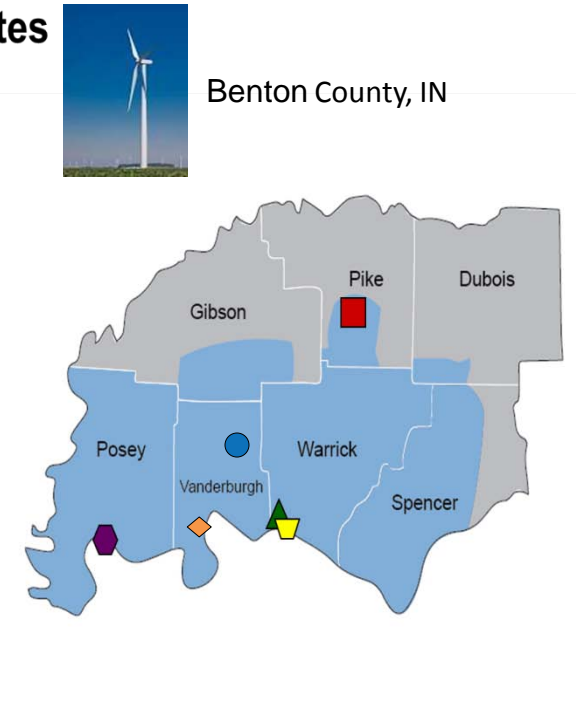 tes
Benton County, IN
Pike
Dubois
Gibson
Posey
Warrick
Vanderburgh
Spencer